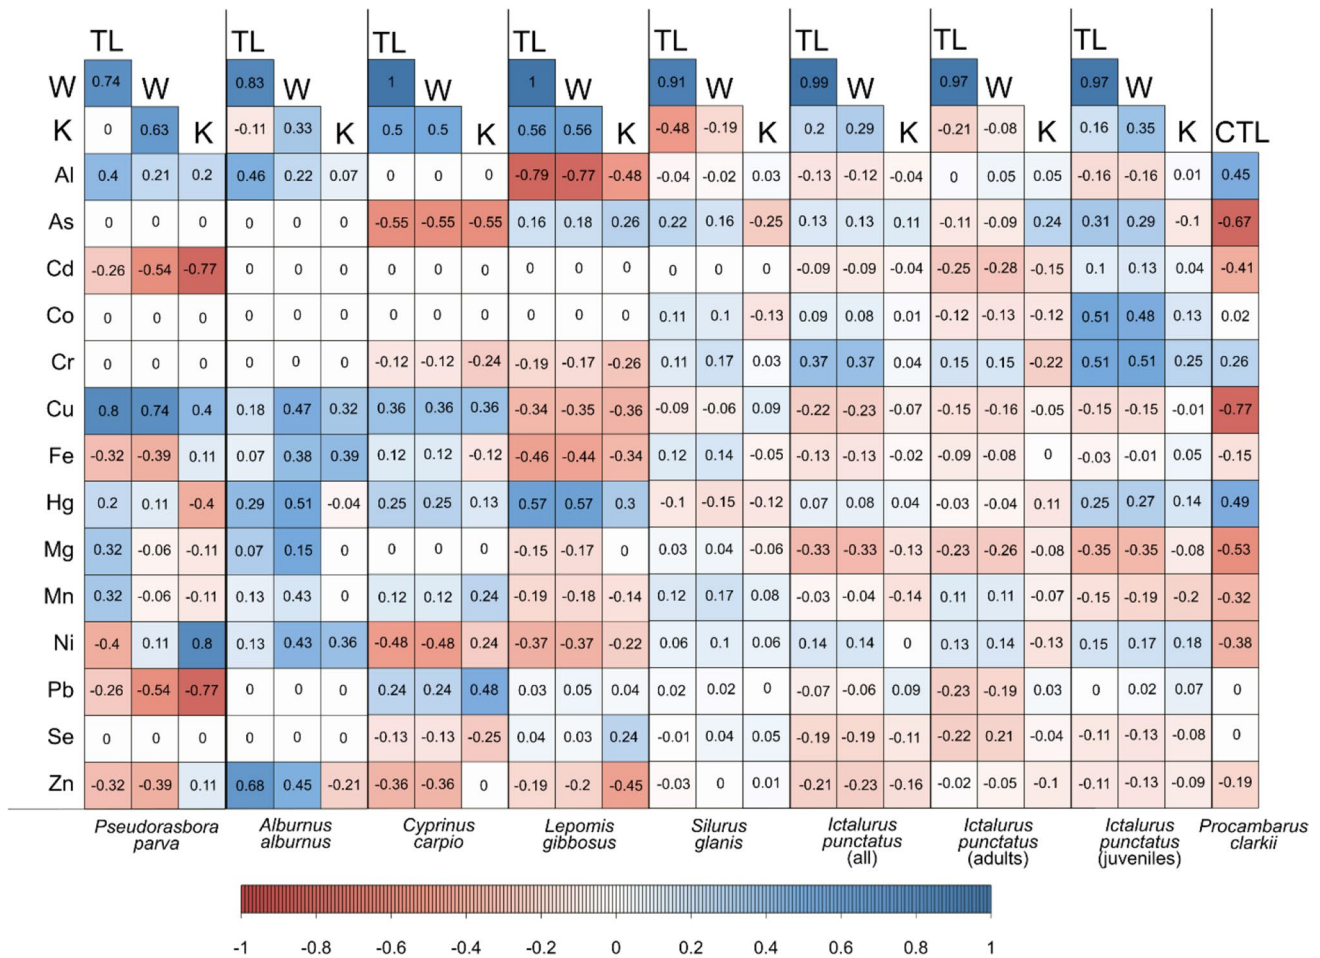 TL TL TL TL TL TL TL TL
W 0.74 W 0.83 W 1 W 1 W 0.91 W 0.99 W 0.97 W 0.97 W
K 0 0.63 K -0.11 0.33 K 0.5 0.5 K 0.56 0.56 K -0.48 -0.19 K 0.2 0.29 K -0.21 -0.08 K 0.16 0.35 K CTL
Al 0.4 0.21 0.2 0.46 0.22 0.07 0 0 0 -0.79 -0.77 -0.48 -0.04 -0.02 0.03 -0.13 -0.12 -0.04 0 0.05 0.05 -0.16 -0.16 0.01 0.45
As 0 0 0 0 0 0 -0.55 -0.55 -0.55 0.16 0.18 0.26 0.22 0.16 -0.25 0.13 0.13 0.11 -0.11 -0.09 0.24 0.31 0.29 -0.1 -0.67
Cd -0.26 -0.54 -0.77 0 0 0 0 0 0 0 0 0 0 0 0 -0.09 -0.09 -0.04 -0.25 -0.28 -0.15 0.1 0.13 0.04 -0.41
Co 0 0 0 0 0 0 0 0 0 0 0 0 0.11 0.1 -0.13 0.09 0.08 0.01 -0.12 -0.13 -0.12 0.51 0.48 0.13 0.02
Cr 0 0 0 0 0 0 -0.12 -0.12 -0.24 -0.19 -0.17 -0.26 0.11 0.17 0.03 0.37 0.37 0.04 0.15 0.15 -0.22 0.51 0.51 0.25 0.26
Cu 0.8 0.74 0.4 0.18 0.47 0.32 0.36 0.36 0.36 -0.34 -0.35 -0.36 -0.09 -0.06 0.09 -0.22 -0.23 -0.07 -0.15 -0.16 -0.05 -0.15 -0.15 -0.01 -0.77
Fe -0.32 -0.39 0.11 0.07 0.38 0.39 0.12 0.12 -0.12 -0.46 -0.44 -0.34 0.12 0.14 -0.05 -0.13 -0.13 -0.02 -0.09 -0.08 0 -0.03 -0.01 0.05 -0.15
Hg 0.2 0.11 -0.4 0.29 0.51 -0.04 0.25 0.25 0.13 0.57 0.57 0.3 -0.1 -0.15 -0.12 0.07 0.08 0.04 -0.03 -0.04 0.11 0.25 0.27 0.14 0.49
Mg 0.32 -0.06 -0.11 0.07 0.15 0 0 0 0 -0.15 -0.17 0 0.03 0.04 -0.06 -0.33 -0.33 -0.13 -0.23 -0.26 -0.08 -0.35 -0.35 -0.08 -0.53
Mn 0.32 -0.06 -0.11 0.13 0.43 0 0.12 0.12 0.24 -0.19 -0.18 -0.14 0.12 0.17 0.08 -0.03 -0.04 -0.14 0.11 0.11 -0.07 -0.15 -0.19 -0.2 -0.32
Ni -0.4 0.11 0.8 0.13 0.43 0.36 -0.48 -0.48 0.24 -0.37 -0.37 -0.22 0.06 0.1 0.06 0.14 0.14 0 0.13 0.14 -0.13 0.15 0.17 0.18 -0.38
Pb -0.26 -0.54 -0.77 0 0 0 0.24 0.24 0.48 0.03 0.05 0.04 0.02 0.02 0 -0.07 -0.06 0.09 -0.23 -0.19 0.03 0 0.02 0.07 0
Se 0 0 0 0 0 0 -0.13 -0.13 -0.25 0.04 0.03 0.24 -0.01 0.04 0.05 -0.19 -0.19 -0.11 -0.22 0.21 -0.04 -0.11 -0.13 -0.08 0
Zn -0.32 -0.39 0.11 0.68 0.45 -0.21 -0.36 -0.36 0 -0.19 -0.2 -0.45 -0.03 0 0.01 -0.21 -0.23 -0.16 -0.02 -0.05 -0.1 -0.11 -0.13 -0.09 -0.19
Pseudorasbora Alburnus Cyprinus Lepomis Silurus Ictalurus Ictalurus Ictalurus Procambarus
parva alburnus carpio gibbosus glanis punctatus punctatus punctatus clarkii
(all) (adults) (juveniles)
-1 -0.8 -0.6 -0.4 -0.2 0 0.2 0.4 0.6 0.8 1